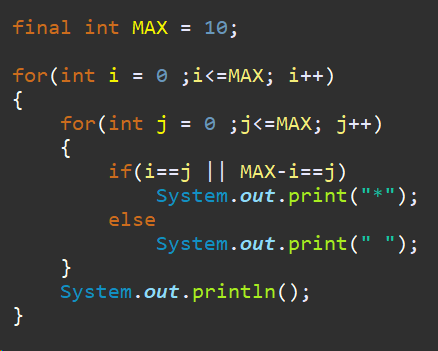 final int MAX = 10;
for(int i = 0 ;i<=MAX; i++)
{
    for(int j = 0 ;j<=MAX; j++)
    {
        if(i==j || MAX-i==j)
            System.out.print("*");
        else
            System.out.print(" ");
    }
    System.out.println();
}